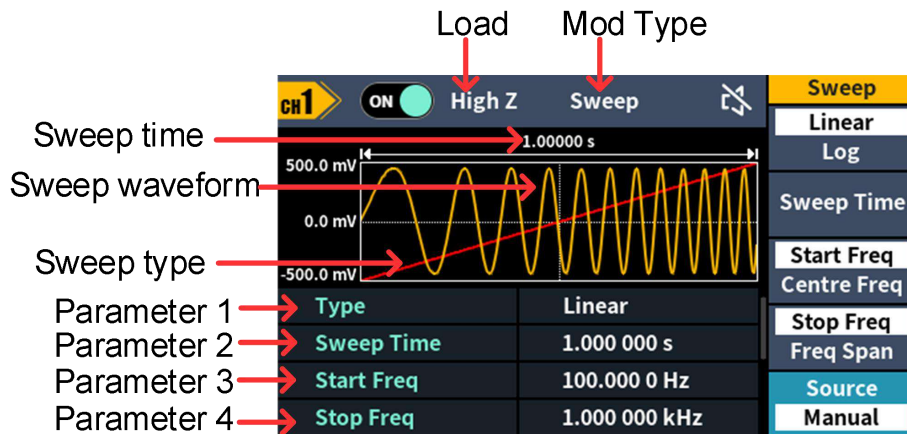 Load Mod Type
CH1 ON High Z Sweep Sweep
Linear
Log
Sweep time 1.00000 s
500.0 mV
Sweep waveform
Sweep Time
0.0 mV
Sweep type
-500.0 mV
Start Freq
Centre Freq
Parameter 1 Type Linear
Stop Freq
Parameter 2 Sweep Time 1.000 000 s
Freq Span
Parameter 3 Start Freq 100.000 0 Hz
Source
Parameter 4 Stop Freq 1.000 000 kHz
Manual